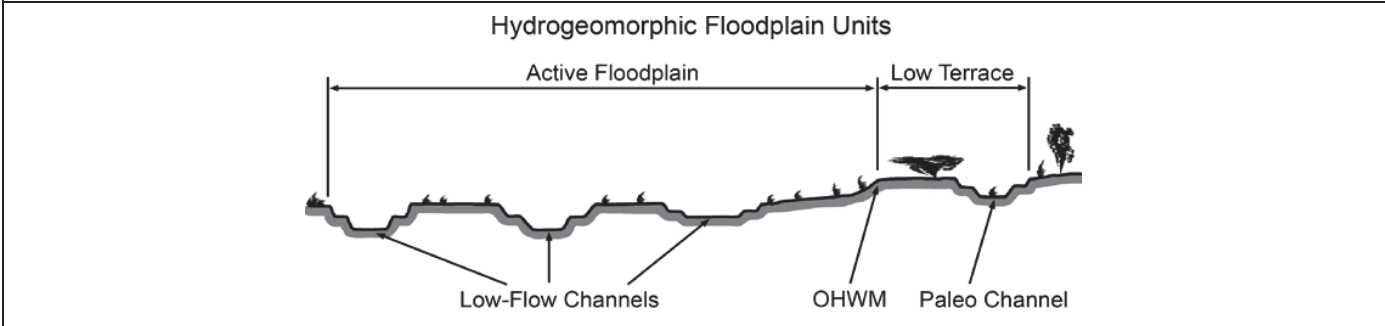 Hydrogeomorphic Floodplain Units
Active Floodplain
Low Terrace
Low-Flow Channels
OHWM
Paleo Channel